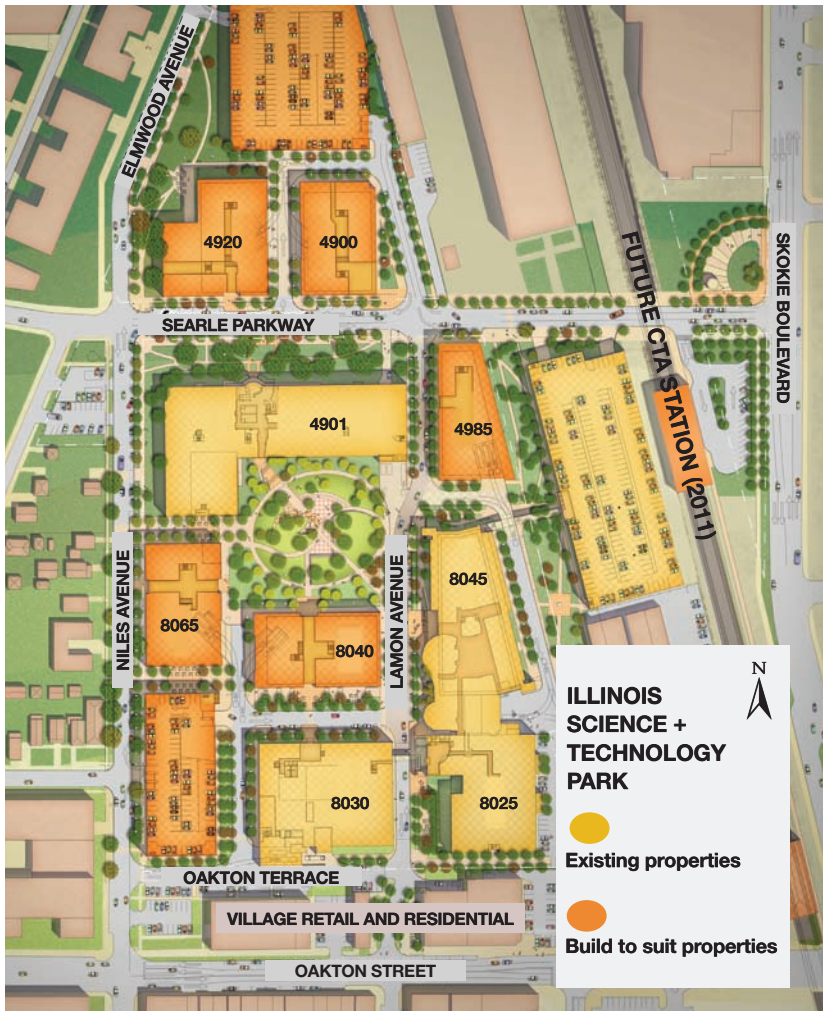 ELMWOOD AVENUE
4920
4900
SEARLE PARKWAY
FUTURE CTA STATION (2011)
SKOKIE BOULEVARD
4901
4985
NILES AVENUE
LAMON AVENUE
8045
8065
8040
8030
8025
OAKTON TERRACE
VILLAGE RETAIL AND RESIDENTIAL
OAKTON STREET
N
ILLINOIS
SCIENCE +
TECHNOLOGY
PARK
Existing properties
Build to suit properties